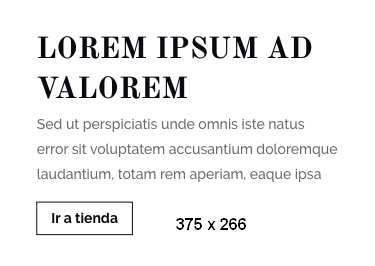 LOREM IPSUM AD
VALOREM
Sed ut perspiciatis unde omnis iste natus
error sit voluptatem accusantium doloremque
laudantium, totam rem aperiam, eaque ipsa
Ir a tienda
375 x 266